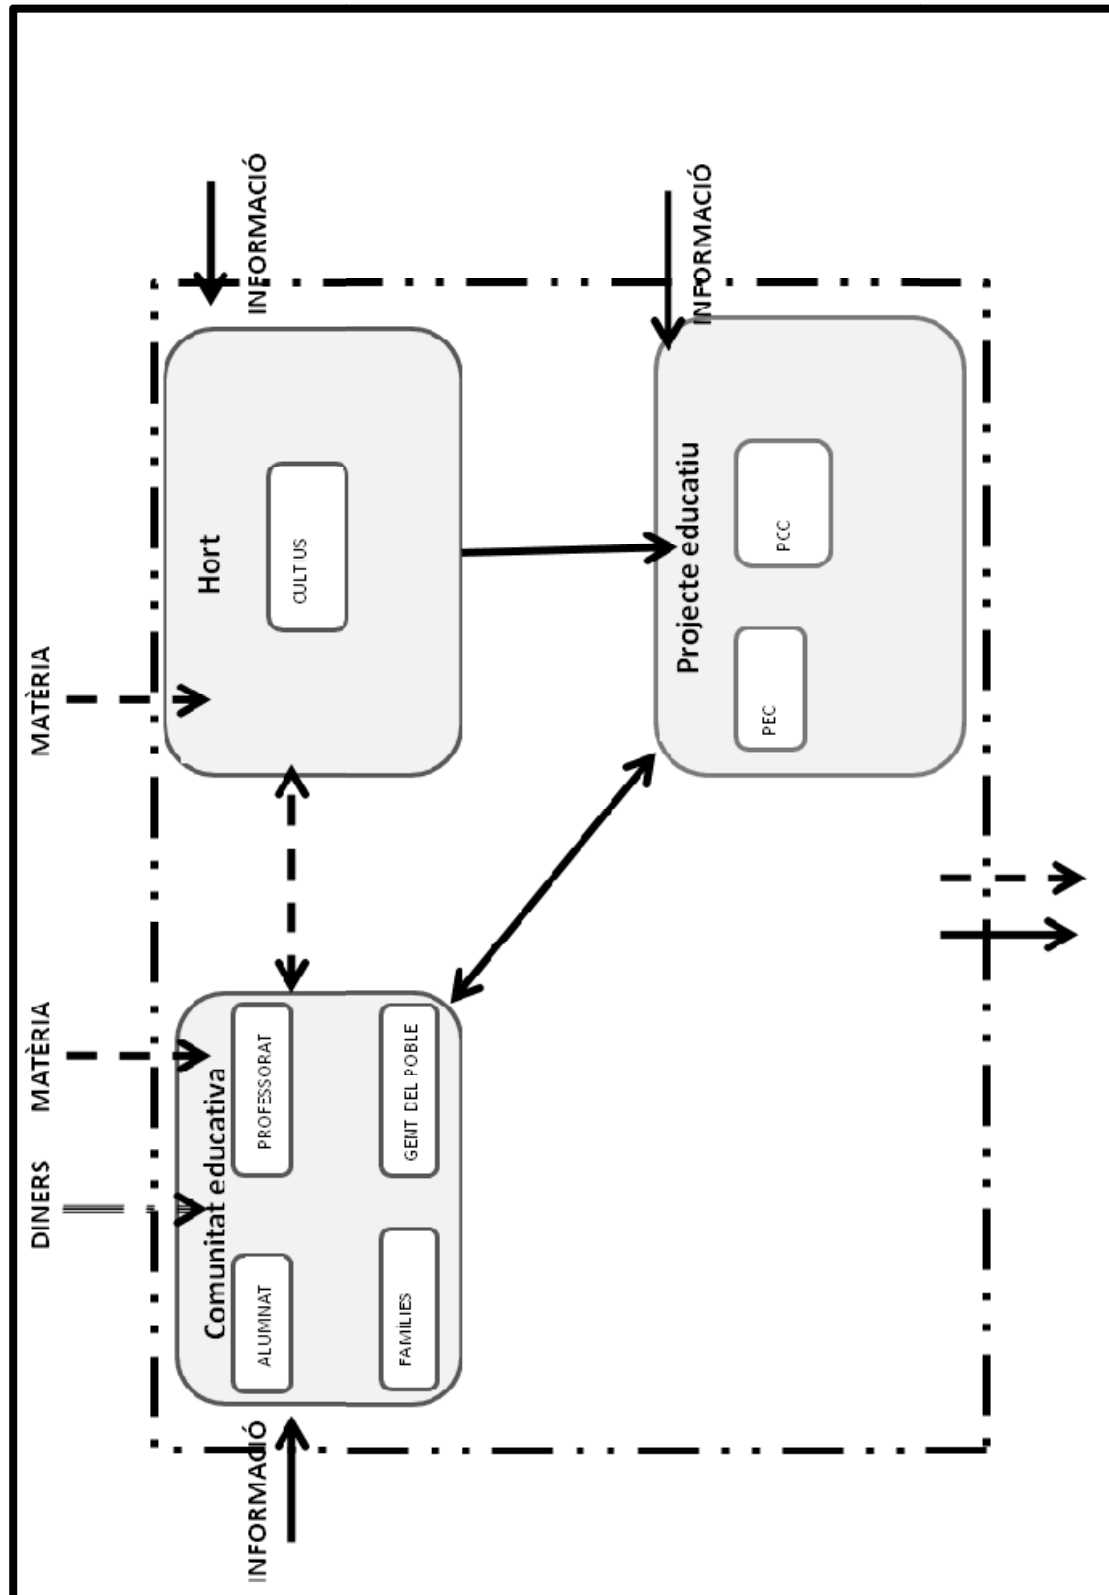 DINERS
MATÈRIA
MATÈRIA
Comunitat educativa
Hort
INFORMACIÓ
ALUMNAT
PROFESSORAT
INFORMACIÓ
CULTIUS
FAMÍLIES
GENT DEL POBLE
Projecte educatiu
INFORMACIÓ
PEC
PCC